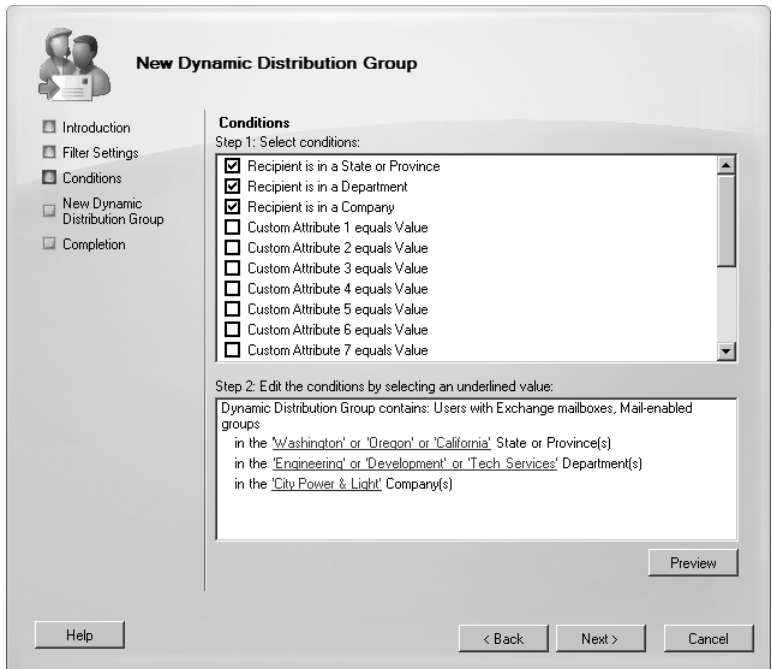 New Dynamic Distribution Group
Introduction
Filter Settings
Conditions
New Dynamic
Distribution Group
Completion
Conditions
Step 1: Select conditions:
Recipient is in a State or Province
Recipient is in a Department
Recipient is in a Company
Custom Attribute 1 equals Value
Custom Attribute 2 equals Value
Custom Attribute 3 equals Value
Custom Attribute 4 equals Value
Custom Attribute 5 equals Value
Custom Attribute 6 equals Value
Custom Attribute 7 equals Value
Step 2: Edit the conditions by selecting an underlined value:
Dynamic Distribution Group contains: Users with Exchange mailboxes, Mail-enabled
groups
in the 'Washington' or 'Oregon' or 'California' State or Province(s)
in the 'Engineering' or 'Development' or 'Tech Services' Department(s)
in the 'City Power & Light' Company(s)
Preview
Help
< Back
Next >
Cancel